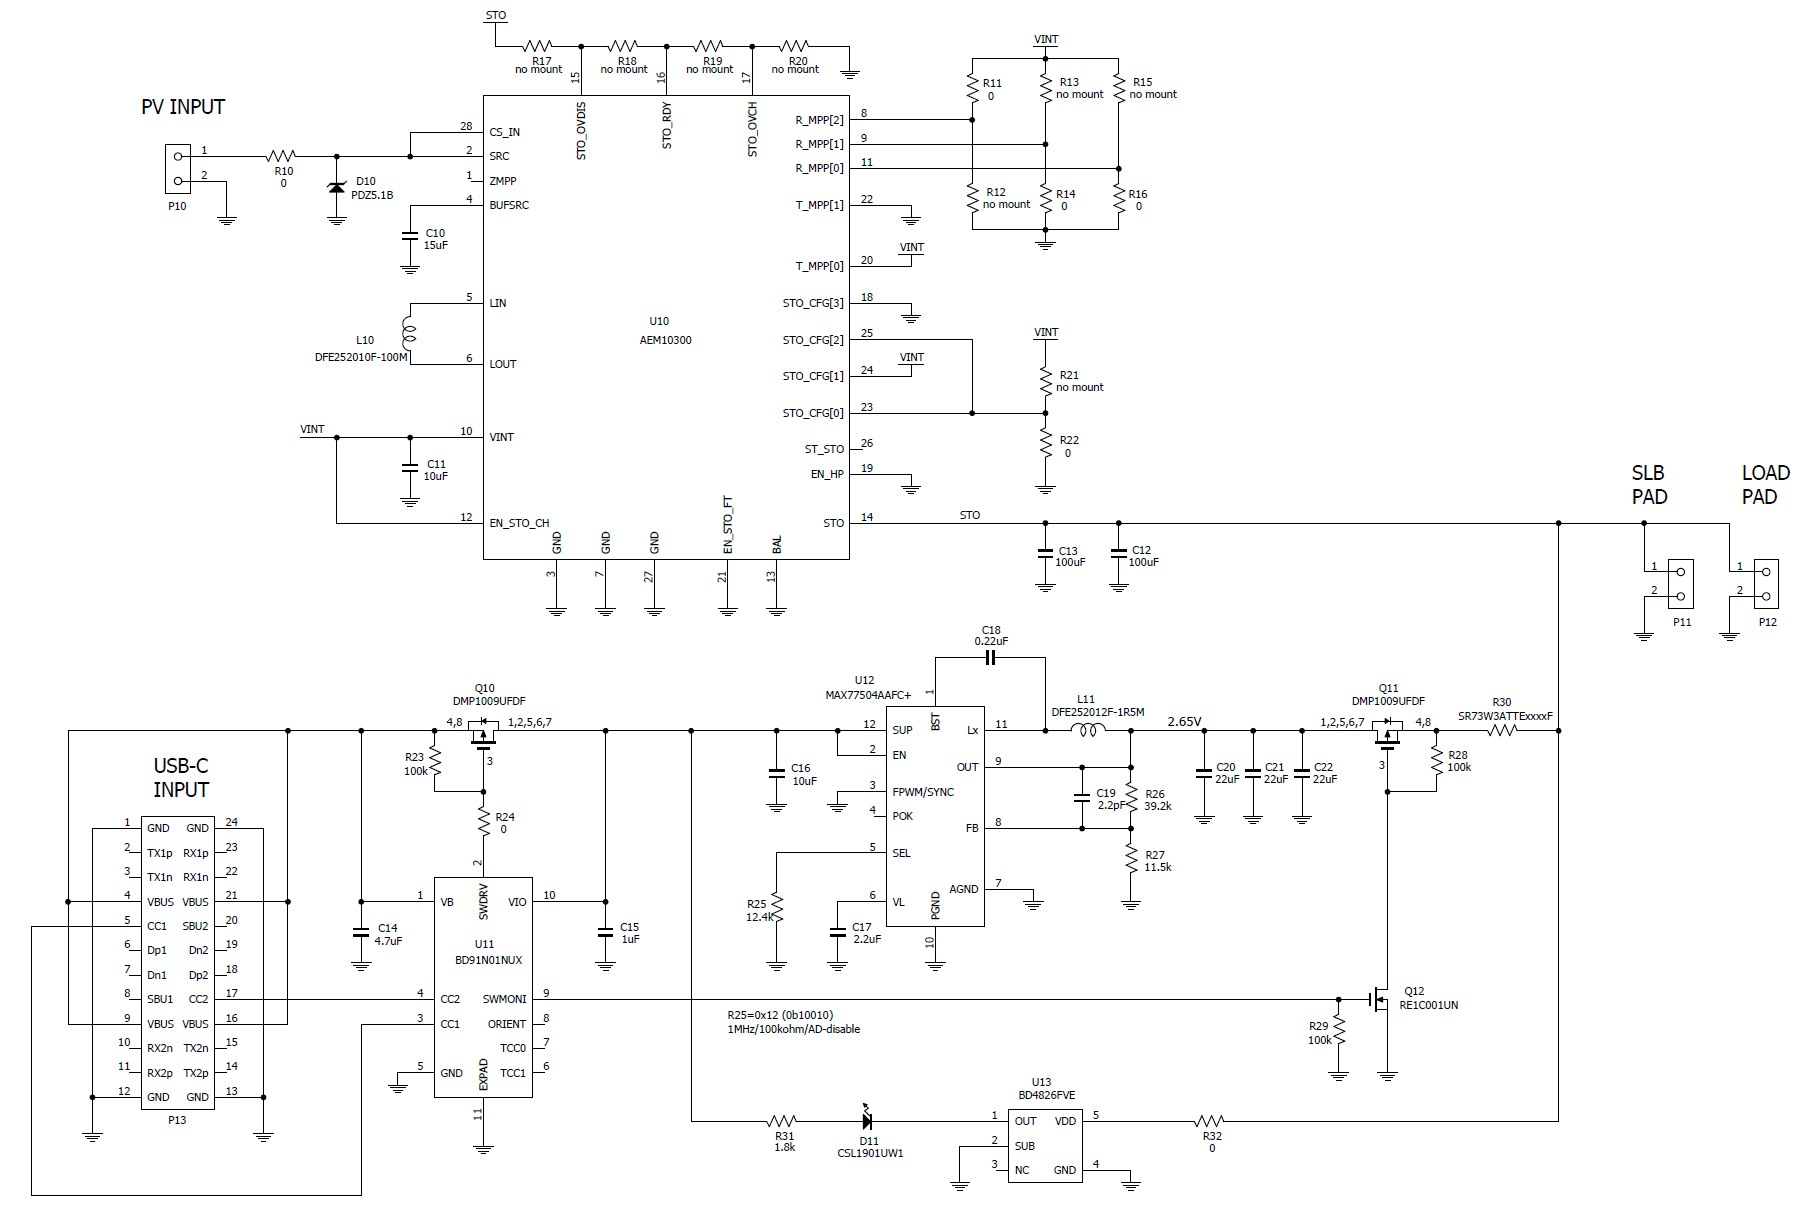 STO
R17
no mount
R18
no mount
R19
no mount
R20
no mount
15
16
17
STO_OVDIS
STO_RDY
STO_OVCH
PV INPUT
1
2
P10
R10
0
D10
PDZ5.1B
28 CS_IN
2 SRC
1 ZMPP
4 BUFSRC
C10
15uF
5 LIN
L10
DFE252010F-100M
6 LOUT
VINT
10 VINT
C11
10uF
12 EN_STO_CH
U10
AEM10300
GND
GND
GND
EN_STO_FT
BAL
3
7
27
21
13
R_MPP[2] 8
R_MPP[1] 9
R_MPP[0] 11
T_MPP[1] 22
T_MPP[0] 20
VINT
STO_CFG[3] 18
STO_CFG[2] 25
STO_CFG[1] 24
VINT
STO_CFG[0] 23
ST_STO 26
EN_HP 19
STO 14
STO
VINT
R11
0
R13
no mount
R15
no mount
R12
no mount
R14
0
R16
0
VINT
R21
no mount
R22
0
C13
100uF
C12
100uF
SLB
PAD
LOAD
PAD
1
2
P11
1
2
P12
USB-C
INPUT
1 GND GND 24
2 TX1p RX1p 23
3 TX1n RX1n 22
4 VBUS VBUS 21
5 CC1 SBU2 20
6 Dp1 Dn2 19
7 Dn1 Dp2 18
8 SBU1 CC2 17
9 VBUS VBUS 16
10 RX2n TX2n 15
11 RX2p TX2p 14
12 GND GND 13
P13
Q10
DMP1009UFDF
4,8
1,2,5,6,7
3
R23
100k
R24
0
2
SWDRV
1 VB VIO 10
C14
4.7uF
C15
1uF
U11
BD91N01NUX
4 CC2 SWMONI 9
3 CC1 ORIENT 8
TCC0 7
5 GND TCC1 6
EXPAD
11
C18
0.22uF
U12
MAX77504AAFC+
1
BST
12 SUP Lx 11
2 EN
OUT 9
3 FPWM/SYNC
4 POK
FB 8
5 SEL
AGND 7
6 VL
PGND
10
C16
10uF
R25
12.4k
C17
2.2uF
L11
DFE252012F-1R5M
2.65V
C19
2.2pF
R26
39.2k
R27
11.5k
C20
22uF
C21
22uF
C22
22uF
Q11
DMP1009UFDF
1,2,5,6,7
4,8
3
R28
100k
R30
SR73W3ATTExxxxF
Q12
RE1C001UN
R29
100k
R25=0x12 (0b10010)
1MHz/100kohm/AD-disable
R31
1.8k
D11
CSL1901UW1
U13
BD4826FVE
1 OUT VDD 5
2 SUB
3 NC GND 4
R32
0